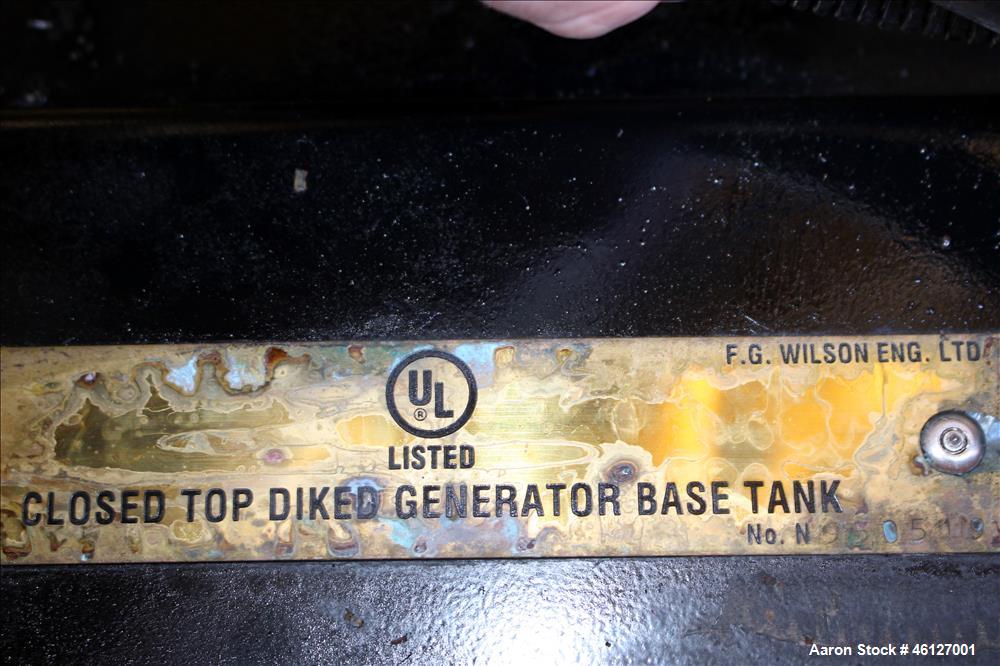 F.G. WILSON ENG. LTD
UL
®
LISTED
CLOSED TOP DIKED GENERATOR BASE TANK
No. N
Aaron Stock # 46127001